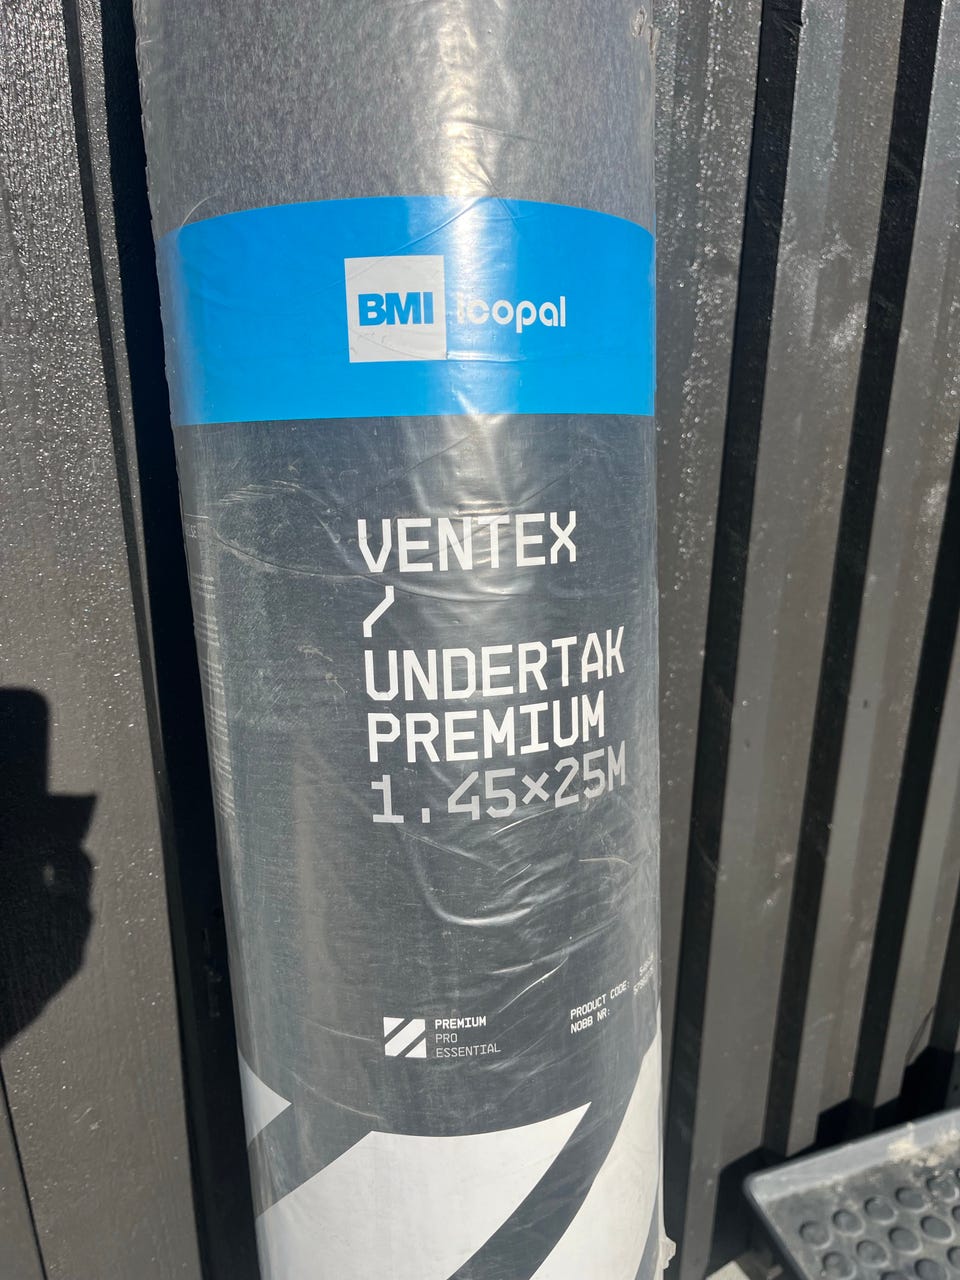 BMI icopal
VENTEX
/
UNDERTAK
PREMIUM
1.45×25M
PREMIUM
PRO
ESSENTIAL
PRODUCT CODE:
NOBB NR: